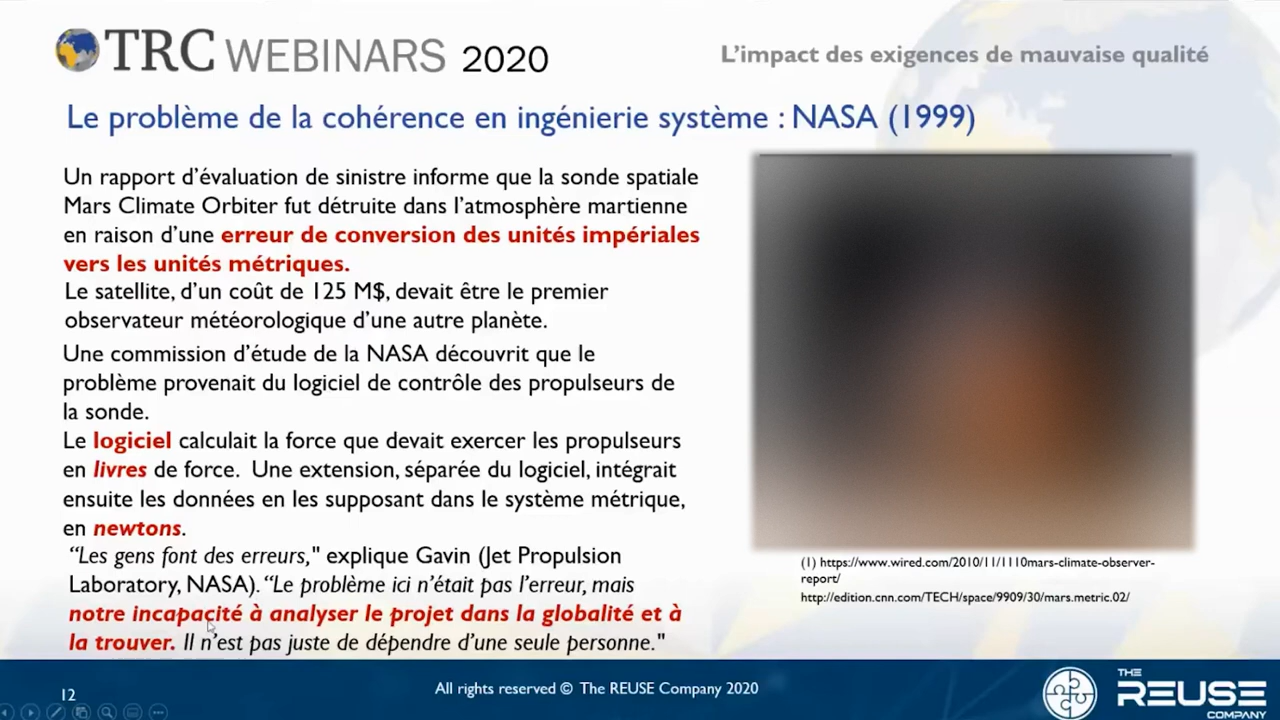 TRC WEBINARS 2020
L’impact des exigences de mauvaise qualité
Le problème de la cohérence en ingénierie système : NASA (1999)
Un rapport d’évaluation de sinistre informe que la sonde spatiale
Mars Climate Orbiter fut détruite dans l’atmosphère martienne
en raison d’une erreur de conversion des unités impériales
vers les unités métriques.
Le satellite, d’un coût de 125 M$, devait être le premier
observateur météorologique d’une autre planète.
Une commission d’étude de la NASA découvrit que le
problème provenait du logiciel de contrôle des propulseurs de
la sonde.
Le logiciel calculait la force que devait exercer les propulseurs
en livres de force. Une extension, séparée du logiciel, intégrait
ensuite les données en les supposant dans le système métrique,
en newtons.
“Les gens font des erreurs," explique Gavin (Jet Propulsion
Laboratory, NASA). “Le problème ici n’était pas l’erreur, mais
notre incapacité à analyser le projet dans la globalité et à
la trouver. Il n’est pas juste de dépendre d’une seule personne."
(1) https://www.wired.com/2010/11/1110mars-climate-observer-
report/
http://edition.cnn.com/TECH/space/9909/30/mars.metric.02/
12
All rights reserved © The REUSE Company 2020
THE
REUSE
COMPANY